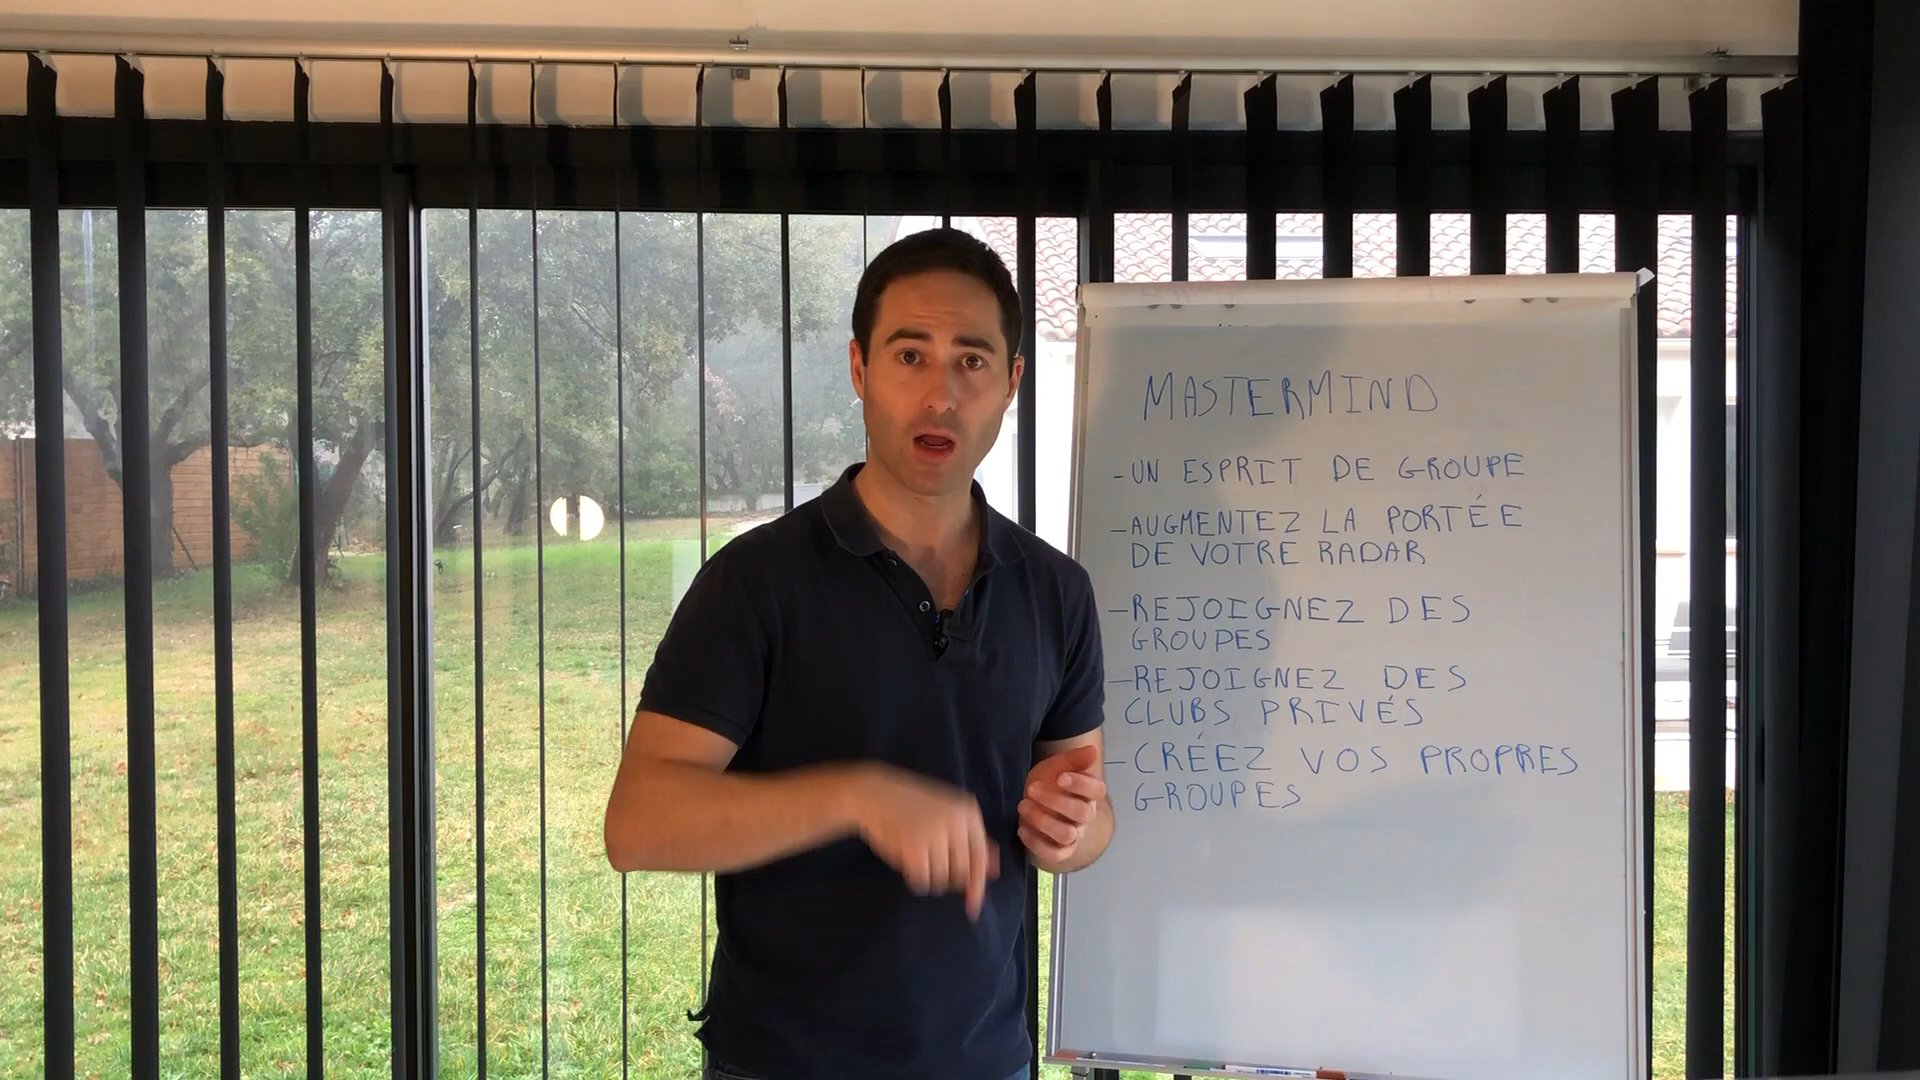 MASTERMIND
-UN ESPRIT DE GROUPE
-AUGMENTEZ LA PORTÉE
DE VOTRE RADAR
-REJOIGNEZ DES
GROUPES
-REJOIGNEZ DES
CLUBS PRIVÉS
-CRÉEZ VOS PROPRES
GROUPES